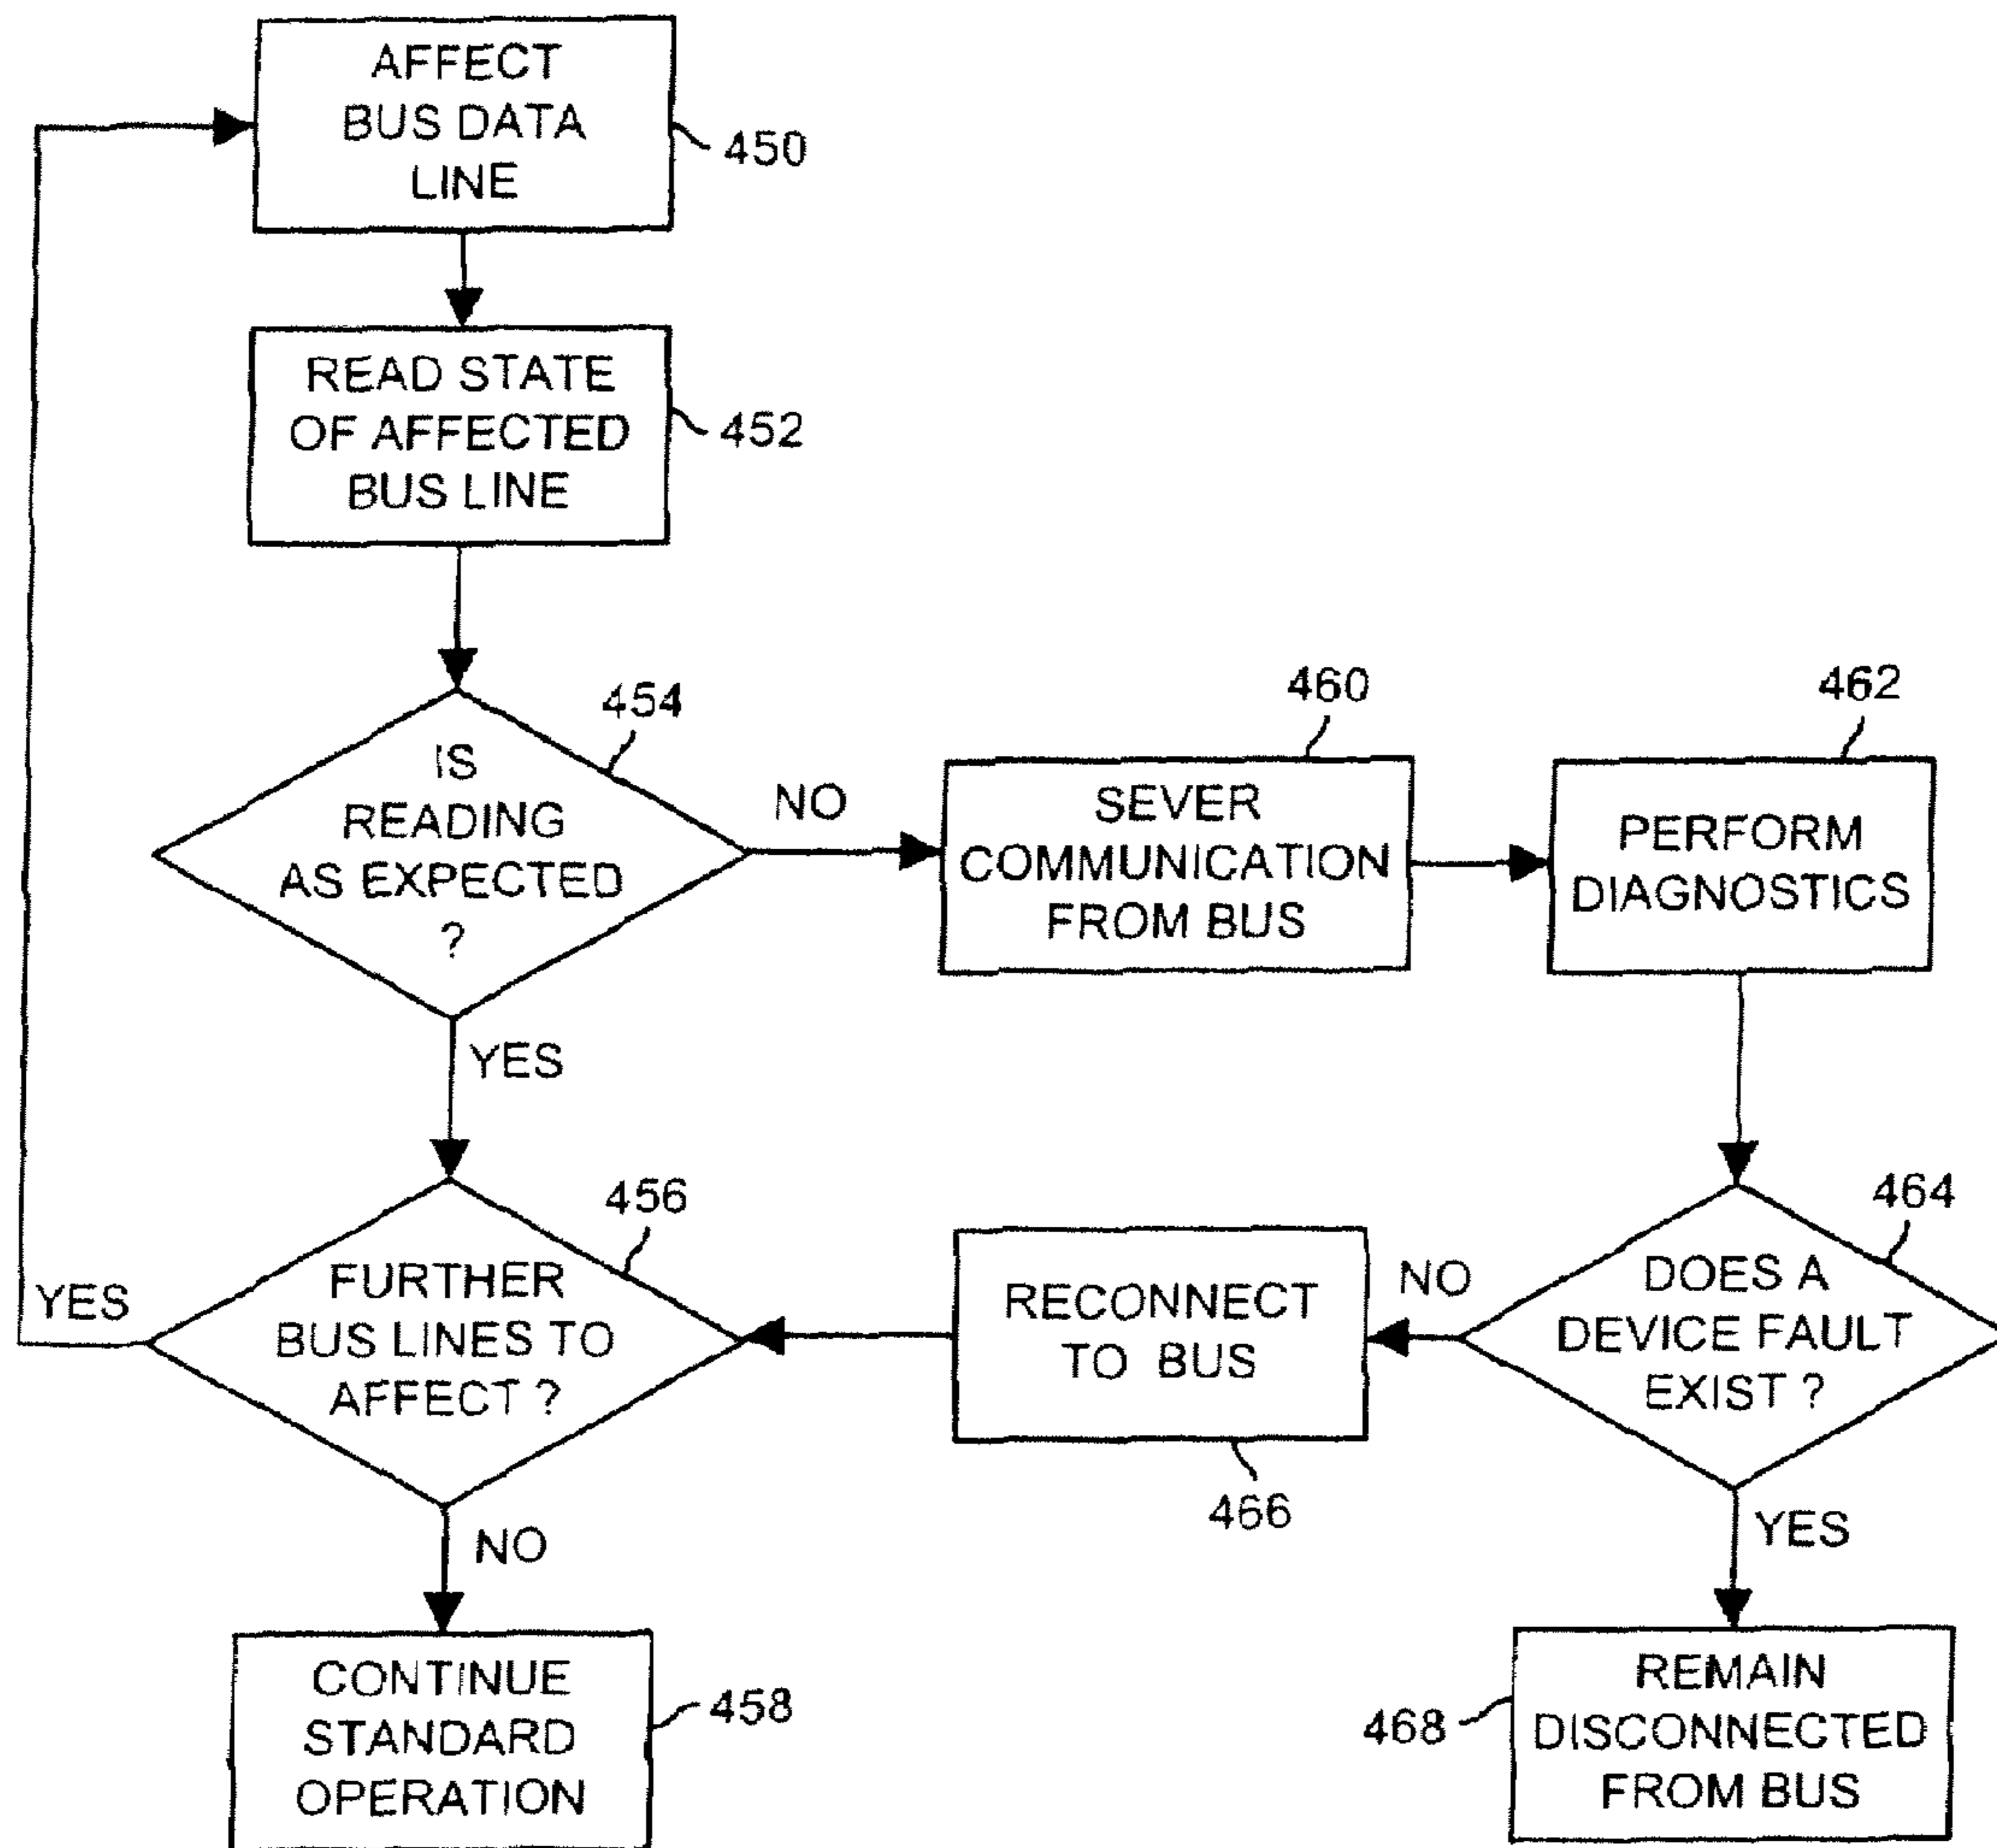 AFFECT
BUS DATA
LINE
450
READ STATE
OF AFFECTED
BUS LINE
452
454
IS
READING
AS EXPECTED
?
NO
YES
460
SEVER
COMMUNICATION
FROM BUS
462
PERFORM
DIAGNOSTICS
456
FURTHER
BUS LINES TO
AFFECT ?
YES
NO
RECONNECT
TO BUS
466
464
DOES A
DEVICE FAULT
EXIST ?
NO
YES
CONTINUE
STANDARD
OPERATION
458
468
REMAIN
DISCONNECTED
FROM BUS